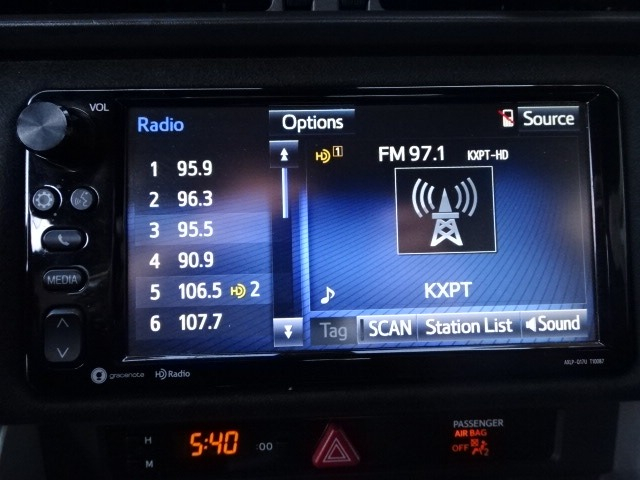 VOL
Radio
Options
Source
1 95.9
2 96.3
3 95.5
4 90.9
5 106.5 HD 2
6 107.7
HD 1
FM 97.1 KXPT-HD
KXPT
Tag
SCAN
Station List
Sound
MEDIA
gracenote
HD Radio
H
M
5:40
:00
PASSENGER
AIR BAG
OFF